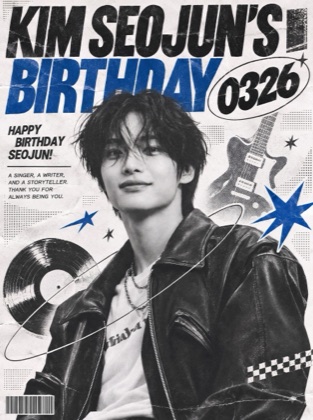 KIM SEOJUN'S
BIRTHDAY
0326
HAPPY
BIRTHDAY
SEOJUN!
A SINGER, A WRITER,
AND A STORYTELLER.
THANK YOU FOR
ALWAYS BEING YOU.